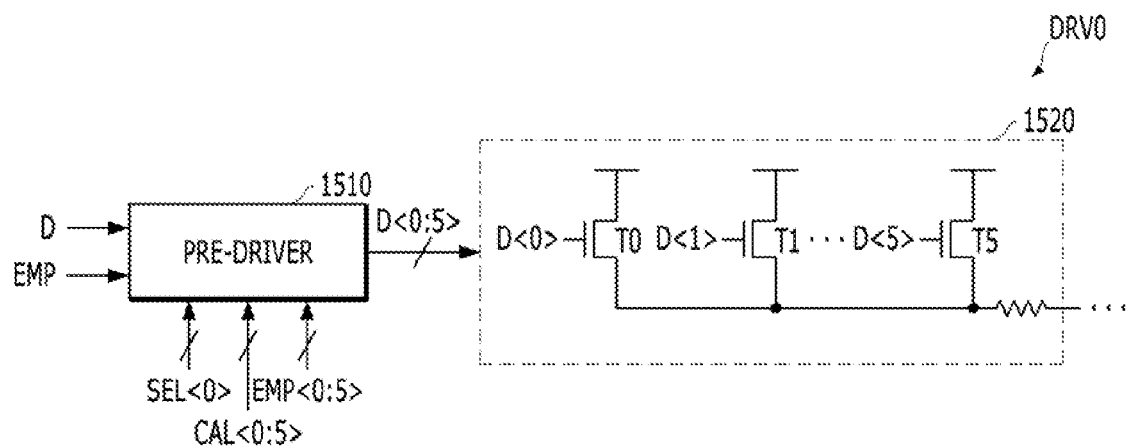 DRV0
1520
1510
D
PRE-DRIVER
D<0:5>
EMP
D<0> T0 D<1> T1 ··· D<5> T5
···
SEL<0> EMP<0:5>
CAL<0:5>